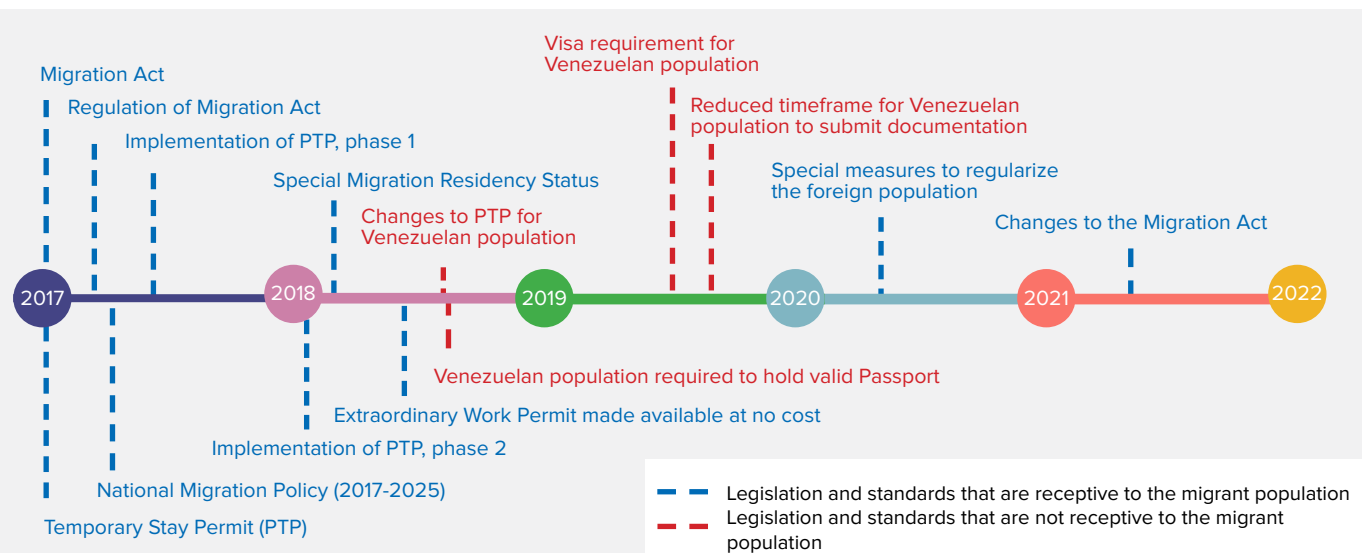 Visa requirement for
Venezuelan population
Migration Act
Regulation of Migration Act
Reduced timeframe for Venezuelan
population to submit documentation
Implementation of PTP, phase 1
Special Migration Residency Status
Special measures to regularize
the foreign population
Changes to PTP for
Venezuelan population
Changes to the Migration Act
2017
2018
2019
2020
2021
2022
Venezuelan population required to hold valid Passport
Extraordinary Work Permit made available at no cost
Implementation of PTP, phase 2
National Migration Policy (2017-2025)
Temporary Stay Permit (PTP)
Legislation and standards that are receptive to the migrant population
Legislation and standards that are not receptive to the migrant
population